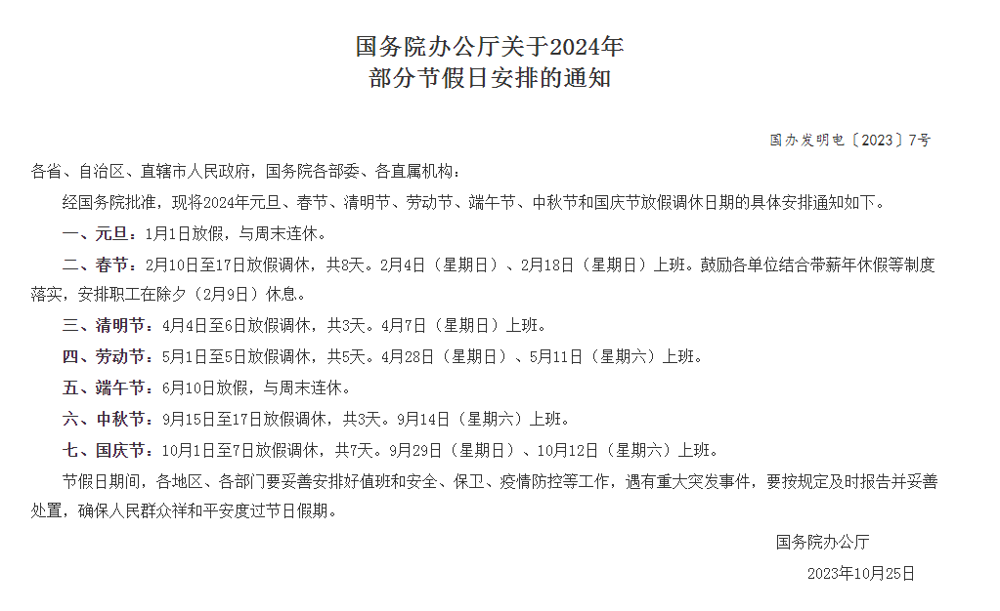 国务院办公厅关于2024年
部分节假日安排的通知
国办发明电〔2023〕7号
各省、自治区、直辖市人民政府，国务院各部委、各直属机构：
经国务院批准，现将2024年元旦、春节、清明节、劳动节、端午节、中秋节和国庆节放假调休日期的具体安排通知如下。
一、元旦：1月1日放假，与周末连休。
二、春节：2月10日至17日放假调休，共8天。2月4日（星期日）、2月18日（星期日）上班。鼓励各单位结合带薪年休假等制度
落实，安排职工在除夕（2月9日）休息。
三、清明节：4月4日至6日放假调休，共3天。4月7日（星期日）上班。
四、劳动节：5月1日至5日放假调休，共5天。4月28日（星期日）、5月11日（星期六）上班。
五、端午节：6月10日放假，与周末连休。
六、中秋节：9月15日至17日放假调休，共3天。9月14日（星期六）上班。
七、国庆节：10月1日至7日放假调休，共7天。9月29日（星期日）、10月12日（星期六）上班。
节假日期间，各地区、各部门要妥善安排好值班和安全、保卫、疫情防控等工作，遇有重大突发事件，要按规定及时报告并妥善
处置，确保人民群众祥和平安度过节日假期。
国务院办公厅
2023年10月25日